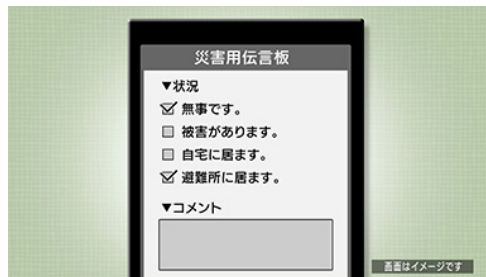 災害用伝言板
▼状況
☑ 無事です。
□ 被害があります。
□ 自宅に居ます。
☑ 避難所に居ます。
▼コメント
画面はイメージです